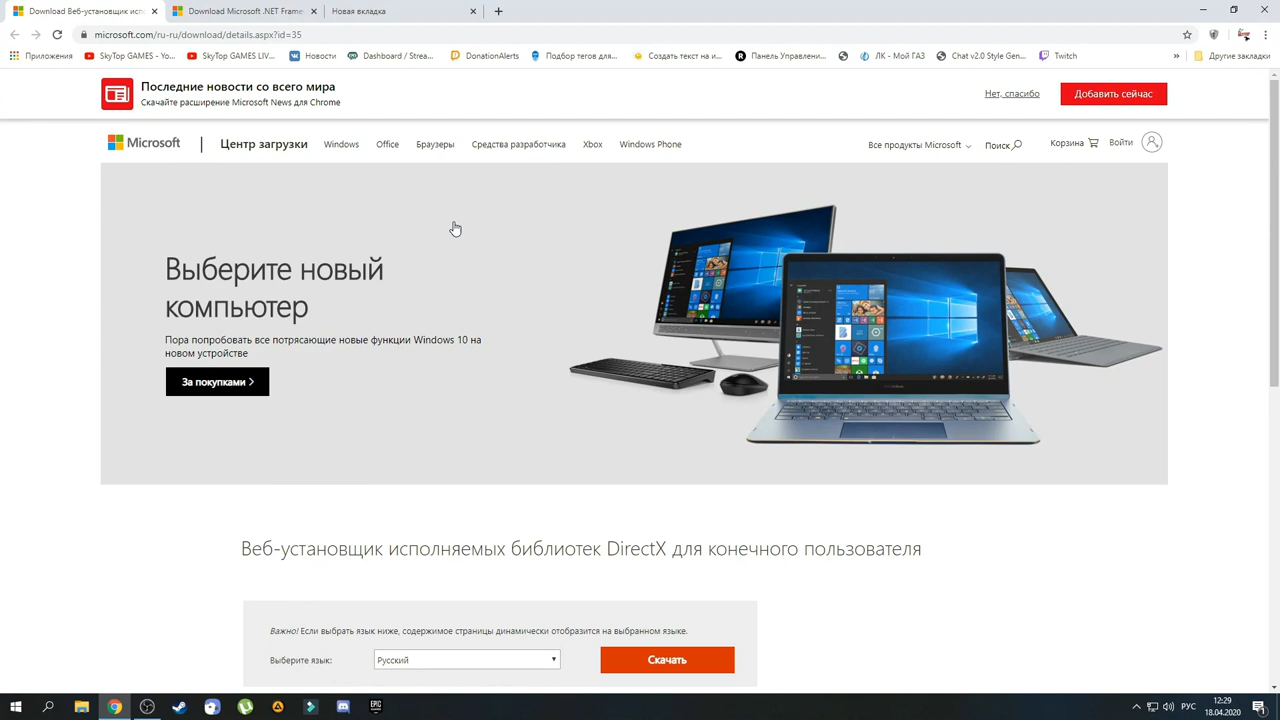 Download Веб-установщик исп
Download Microsoft .NET Frame
Новая вкладка
microsoft.com/ru-ru/download/details.aspx?id=35
Приложения
SkyTop GAMES - Yo...
SkyTop GAMES LIV...
Новости
Dashboard / Strea...
DonationAlerts
Подбор тегов для...
Создать текст на и...
Панель Управлени...
ЛК - Мой ГАЗ
Chat v2.0 Style Gen...
Twitch
Другие закладки
Последние новости со всего мира
Скачайте расширение Microsoft News для Chrome
Нет, спасибо
Добавить сейчас
Microsoft
Центр загрузки
Windows
Office
Браузеры
Средства разработчика
Xbox
Windows Phone
Все продукты Microsoft
Поиск
Корзина
Войти
Выберите новый
компьютер
Пора попробовать все потрясающие новые функции Windows 10 на
новом устройстве
За покупками
Веб-установщик исполняемых библиотек DirectX для конечного пользователя
Важно! Если выбрать язык ниже, содержимое страницы динамически отобразится на выбранном языке.
Выберите язык:
Русский
Скачать
EPIC
РУС
12:29
18.04.2020
1